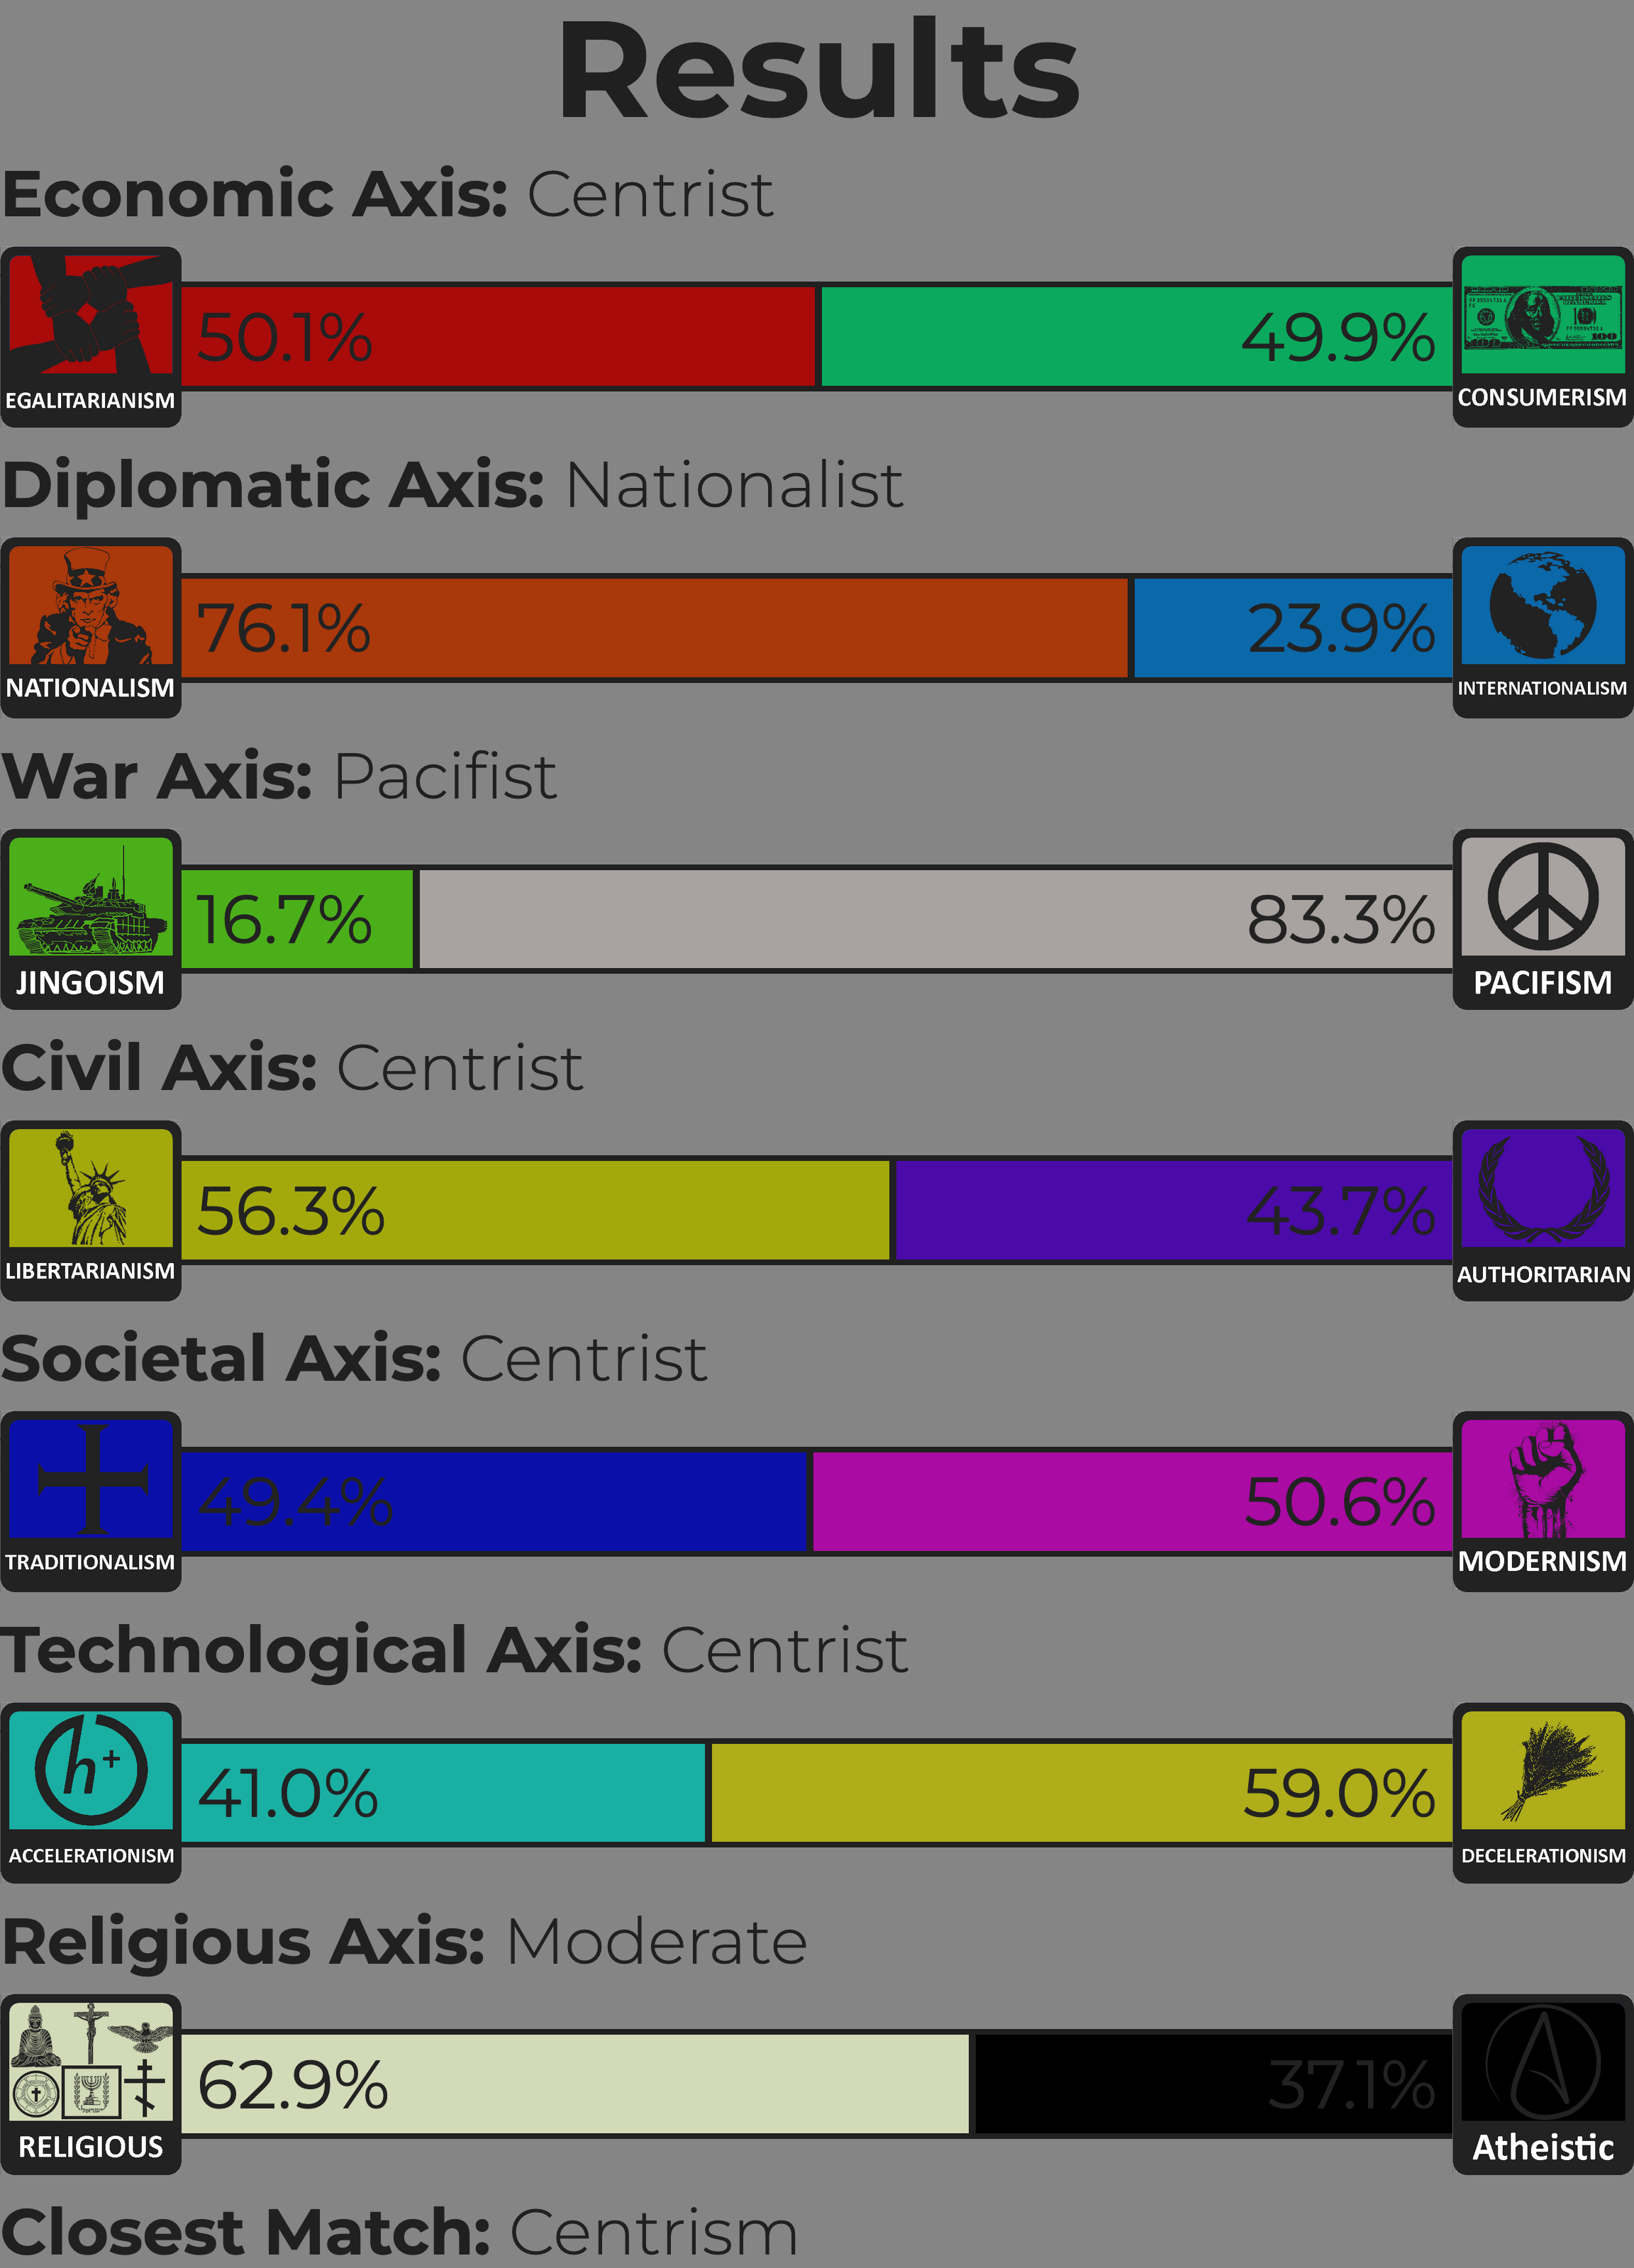 Results
Economic Axis: Centrist
EGALITARIANISM
50.1%
49.9%
CONSUMERISM
Diplomatic Axis: Nationalist
NATIONALISM
76.1%
23.9%
INTERNATIONALISM
War Axis: Pacifist
JINGOISM
16.7%
83.3%
PACIFISM
Civil Axis: Centrist
LIBERTARIANISM
56.3%
43.7%
AUTHORITARIAN
Societal Axis: Centrist
TRADITIONALISM
49.4%
50.6%
MODERNISM
Technological Axis: Centrist
h+
ACCELERATIONISM
41.0%
59.0%
DECELERATIONISM
Religious Axis: Moderate
RELIGIOUS
62.9%
37.1%
Atheistic
Closest Match: Centrism